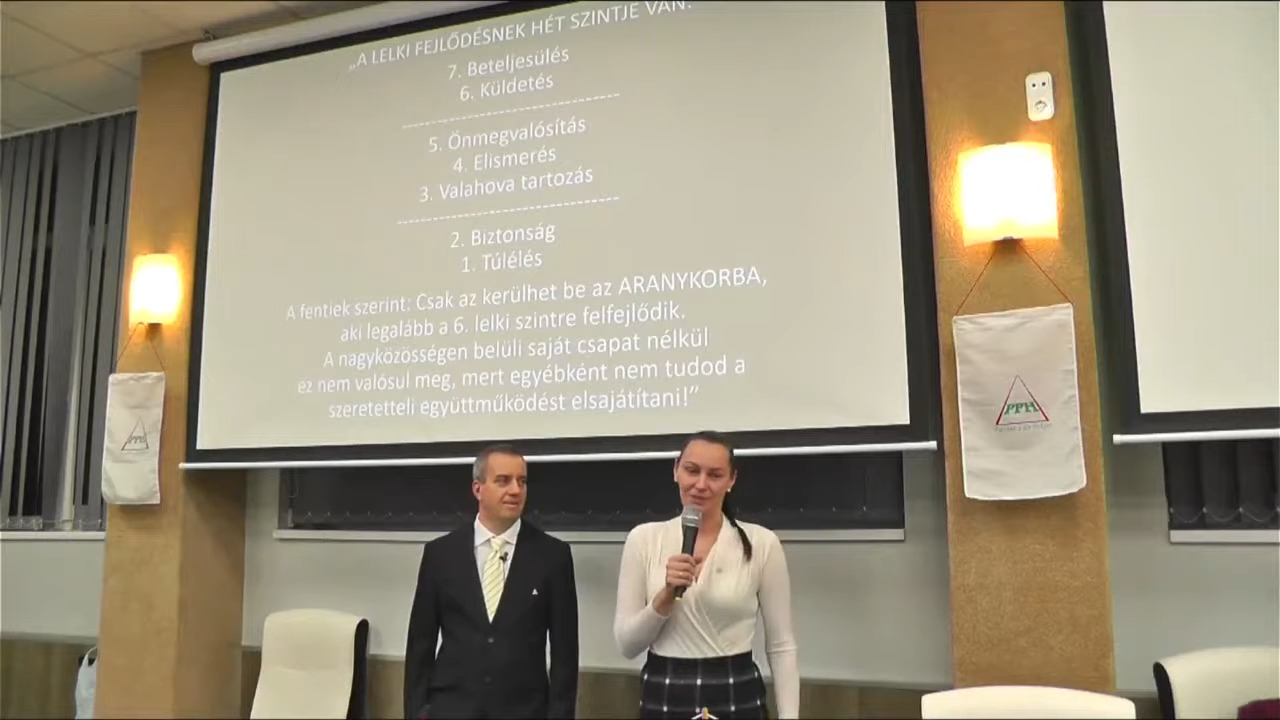 „A LELKI FEJLŐDÉSNEK HÉT SZINTJE VAN:
7. Beteljesülés
6. Küldetés
--------------------------------
5. Önmegvalósítás
4. Elismerés
3. Valahova tartozás
--------------------------------
2. Biztonság
1. Túlélés
A fentiek szerint: Csak az kerülhet be az ARANYKORBA,
aki legalább a 6. lelki szintre felfejlődik.
A nagyközösségen belüli saját csapat nélkül
ez nem valósul meg, mert egyébként nem tudod a
szeretetteli együttműködést elsajátítani!”
PPH
PPH